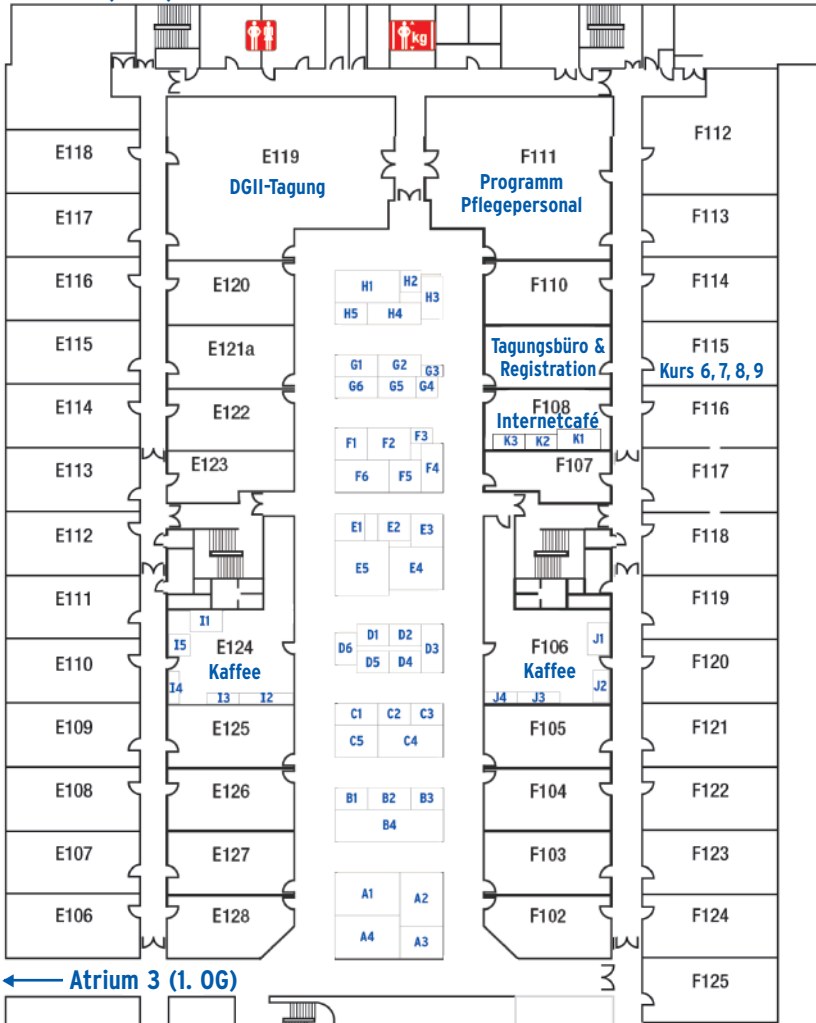 kg
E119
DGII-Tagung
F111
Programm
Pflegepersonal
F112
E118
E117
E116
E115
E114
E113
E112
E111
E110
E109
E108
E107
E106
E120
E121a
E122
E123
E124
Kaffee
E125
E126
E127
E128
H1
H2
H3
H5
H4
G1
G2
G3
G6
G5
G4
F1
F2
F3
F6
F5
F4
E1
E2
E3
E5
E4
D6
D1
D2
D3
D5
D4
C1
C2
C3
C5
C4
B1
B2
B3
B4
A1
A2
A4
A3
I1
I5
I4
I3
I2
F110
Tagungsbüro &
Registration
F108
Internetcafé
K3
K2
K1
F107
F106
Kaffee
J1
J2
J4
J3
F105
F104
F103
F102
F113
F114
F115
Kurs 6, 7, 8, 9
F116
F117
F118
F119
F120
F121
F122
F123
F124
F125
Atrium 3 (1. OG)